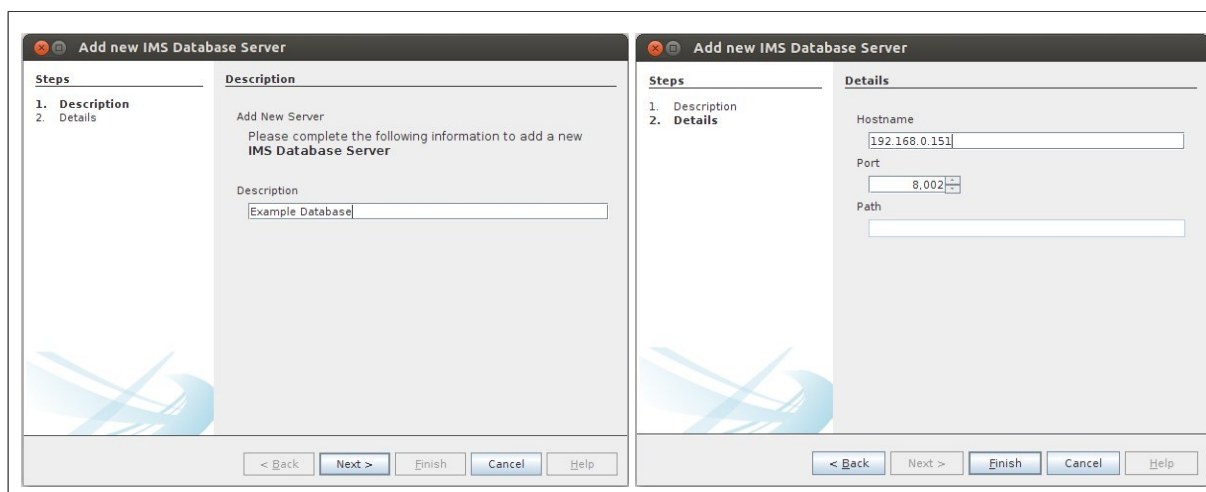 Add new IMS Database Server
Steps
1. Description
2. Details
Description
Add New Server
Please complete the following information to add a new
IMS Database Server
Description
Example Database
< Back
Next >
Finish
Cancel
Help
Add new IMS Database Server
Steps
1. Description
2. Details
Details
Hostname
192.168.0.151
Port
8,002
Path
< Back
Next >
Finish
Cancel
Help